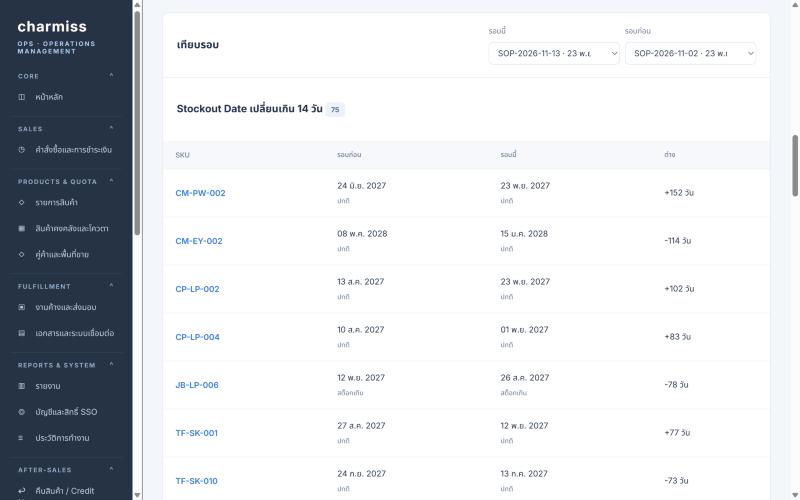 charmiss
OPS · OPERATIONS
MANAGEMENT
CORE
หน้าหลัก
SALES
คำสั่งซื้อและการชำระเงิน
PRODUCTS & QUOTA
รายการสินค้า
สินค้าคงคลังและโควตา
คู่ค้าและพื้นที่ขาย
FULFILLMENT
งานค้างและส่งมอบ
เอกสารและระบบเชื่อมต่อ
REPORTS & SYSTEM
รายงาน
บัญชีและสิทธิ์ SSO
ประวัติการทำงาน
AFTER-SALES
คืนสินค้า / Credit
เทียบรอบ
รอบนี้
SOP-2026-11-13 · 23 พ.ย.
รอบก่อน
SOP-2026-11-02 · 23 พ.ย.
Stockout Date เปลี่ยนเกิน 14 วัน 75
SKU รอบก่อน รอบนี้ ต่าง
CM-PW-002 24 มิ.ย. 2027 23 พ.ย. 2027 +152 วัน
ปกติ ปกติ
CM-EY-002 08 พ.ค. 2028 15 ม.ค. 2028 -114 วัน
ปกติ ปกติ
CP-LP-002 13 ส.ค. 2027 23 พ.ย. 2027 +102 วัน
ปกติ ปกติ
CP-LP-004 10 ส.ค. 2027 01 พ.ย. 2027 +83 วัน
ปกติ ปกติ
JB-LP-006 12 พ.ย. 2027 26 ส.ค. 2027 -78 วัน
สต็อกเกิน สต็อกเกิน
TF-SK-001 27 ส.ค. 2027 12 พ.ย. 2027 +77 วัน
ปกติ ปกติ
TF-SK-010 24 ก.ย. 2027 13 ก.ค. 2027 -73 วัน
ปกติ ปกติ